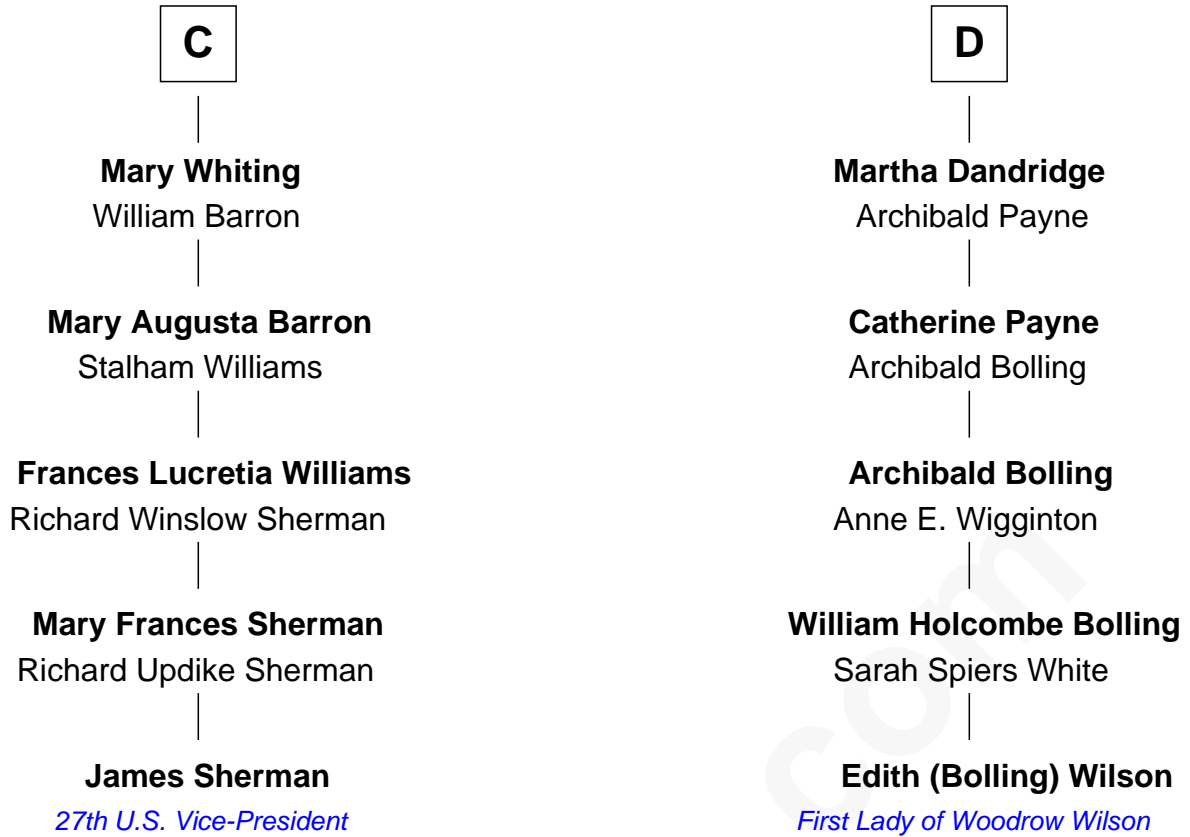 C
Mary Whiting
William Barron
Mary Augusta Barron
Stalham Williams
Frances Lucretia Williams
Richard Winslow Sherman
Mary Frances Sherman
Richard Updike Sherman
James Sherman
27th U.S. Vice-President
D
Martha Dandridge
Archibald Payne
Catherine Payne
Archibald Bolling
Archibald Bolling
Anne E. Wigginton
William Holcombe Bolling
Sarah Spiers White
Edith (Bolling) Wilson
First Lady of Woodrow Wilson
com